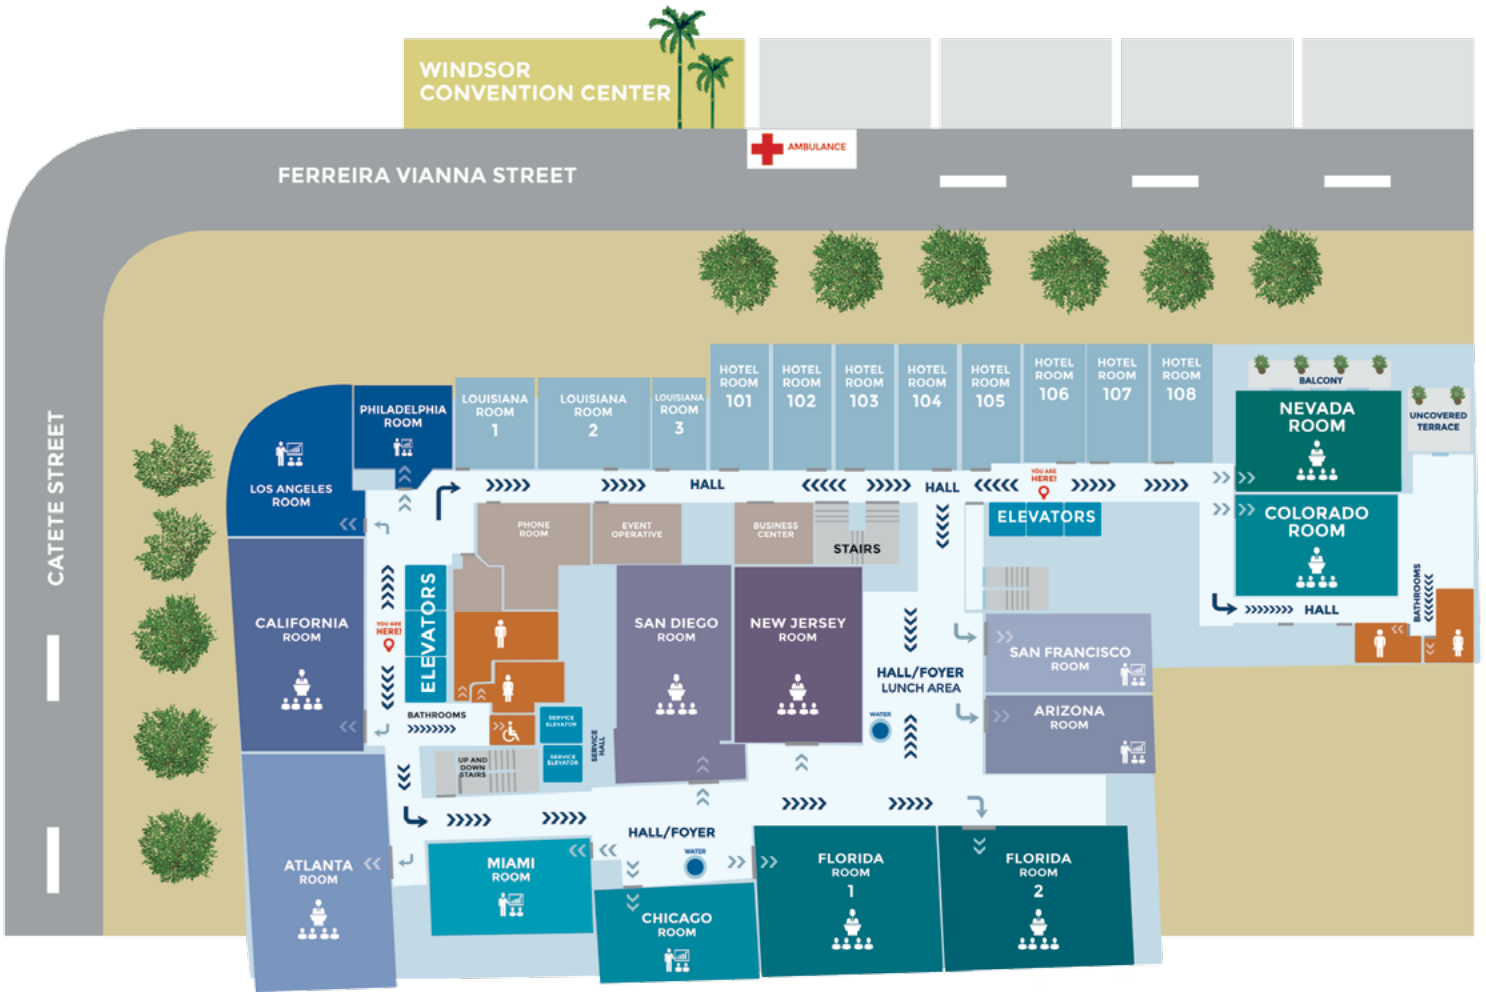 WINDSOR
CONVENTION CENTER
AMBULANCE
FERREIRA VIANNA STREET
CATETE STREET
LOS ANGELES
ROOM
PHILADELPHIA
ROOM
LOUISIANA
ROOM
1
LOUISIANA
ROOM
2
LOUISIANA
ROOM
3
HOTEL
ROOM
101
HOTEL
ROOM
102
HOTEL
ROOM
103
HOTEL
ROOM
104
HOTEL
ROOM
105
HOTEL
ROOM
106
HOTEL
ROOM
107
HOTEL
ROOM
108
BALCONY
NEVADA
ROOM
UNCOVERED
TERRACE
HALL
HALL
YOU ARE
HERE!
ELEVATORS
COLORADO
ROOM
PHONE
ROOM
EVENT
OPERATIVE
BUSINESS
CENTER
STAIRS
HALL
BATHROOMS
CALIFORNIA
ROOM
YOU ARE
HERE!
ELEVATORS
SAN DIEGO
ROOM
NEW JERSEY
ROOM
HALL/FOYER
LUNCH AREA
WATER
SAN FRANCISCO
ROOM
ARIZONA
ROOM
BATHROOMS
SERVICE
ELEVATOR
SERVICE
ELEVATOR
SERVICE
HALL
UP AND
DOWN
STAIRS
ATLANTA
ROOM
MIAMI
ROOM
HALL/FOYER
WATER
CHICAGO
ROOM
FLORIDA
ROOM
1
FLORIDA
ROOM
2